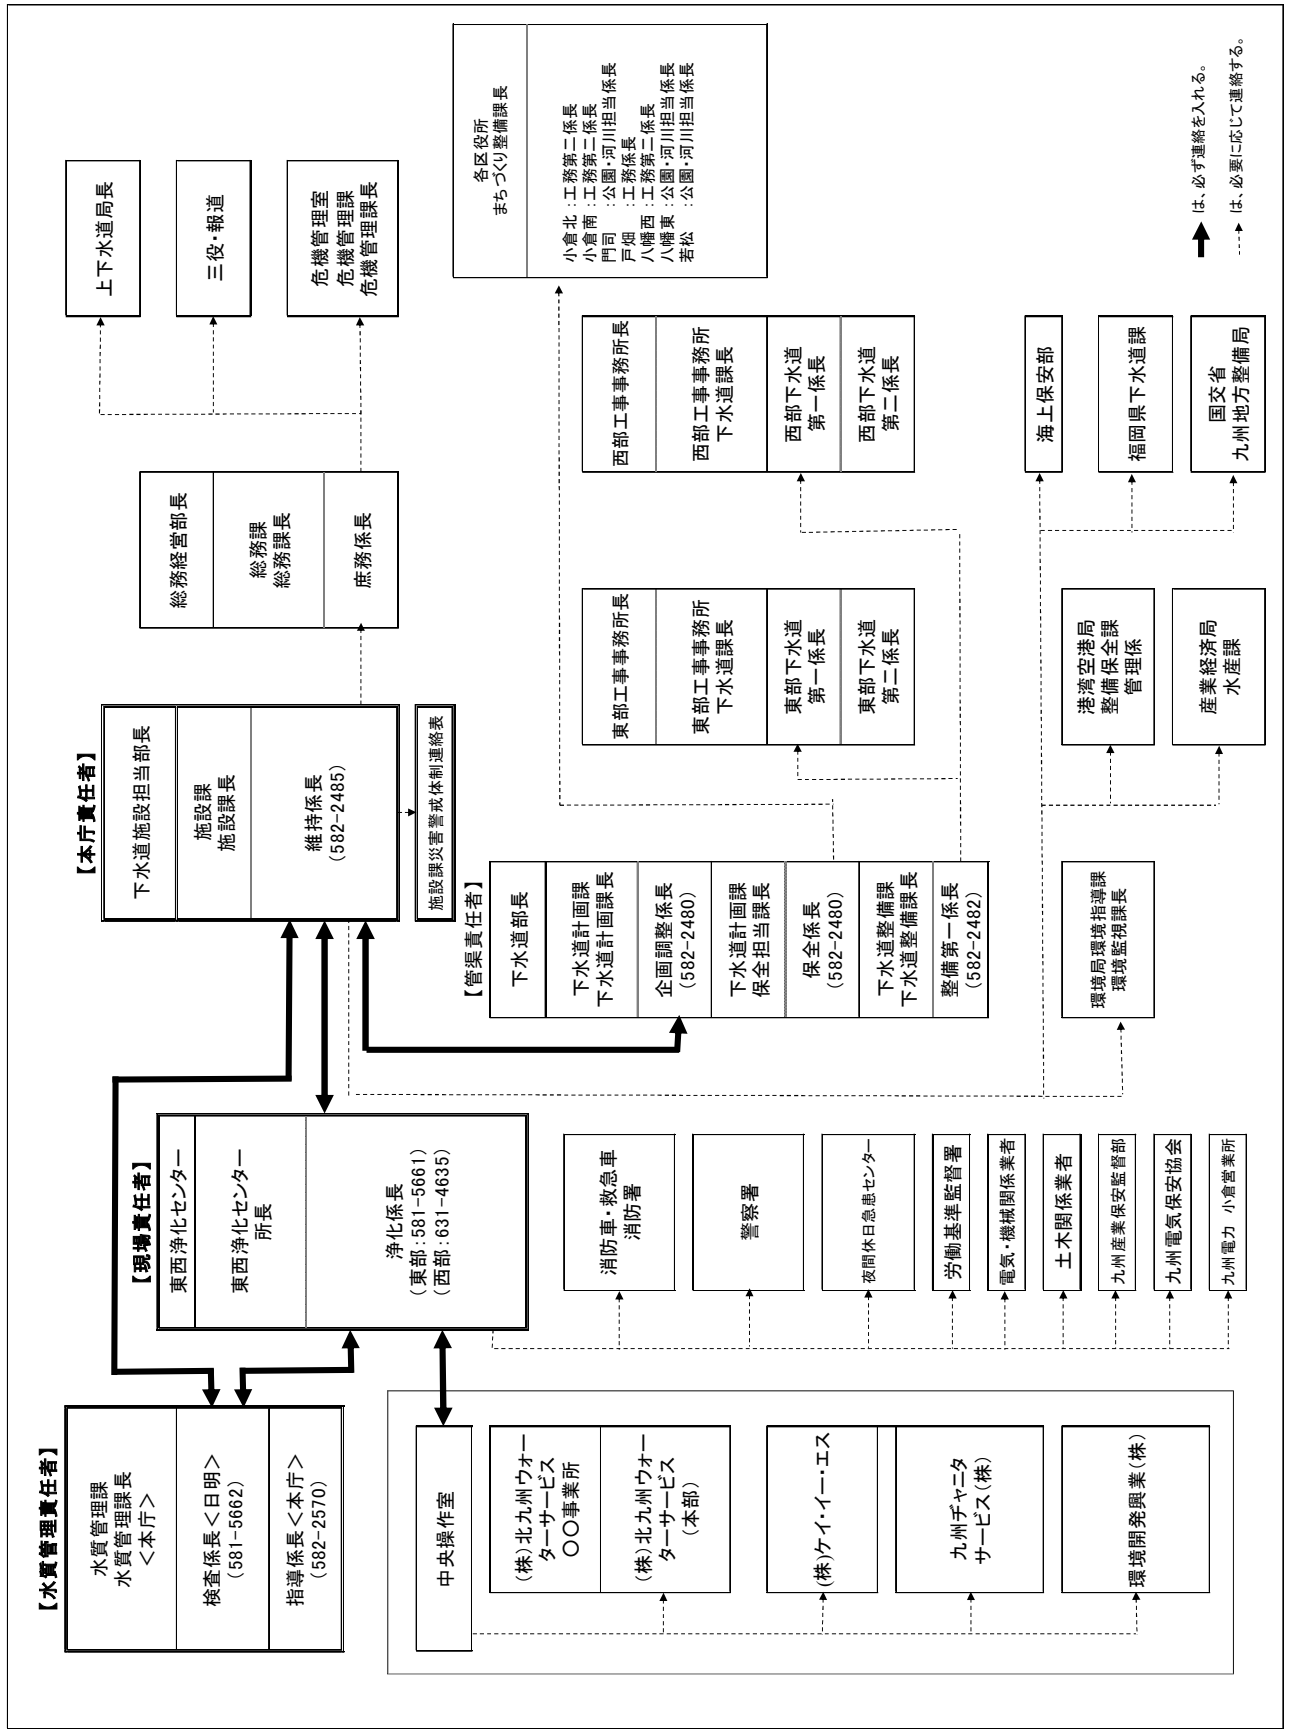 【水質管理責任者】
水質管理課
水質管理課長
<本庁>
検査係長<日明>
(581-5662)
指導係長<本庁>
(582-2570)
【現場責任者】
東西浄化センター
東西浄化センター
所長
浄化係長
(東部:581-5661)
(西部:631-4635)
【本庁責任者】
下水道施設担当部長
施設課
施設課長
維持係長
(582-2485)
施設課災害警戒体制連絡表
総務経営部長
総務課
総務課長
庶務係長
上下水道局長
三役・報道
危機管理室
危機管理課
危機管理課長
中央操作室
(株)北九州ウォー
ターサービス
〇〇事業所
(株)北九州ウォー
ターサービス
(本部)
(株)ケイ・イー・エス
九州ヂャニタ
サービス(株)
環境開発興業(株)
消防車・救急車
消防署
警察署
夜間休日急患センター
労働基準監督署
電気・機械関係業者
土木関係業者
九州産業保安監督部
九州電気保安協会
九州電力 小倉営業所
【管渠責任者】
下水道部長
下水道計画課
下水道計画課長
企画調整係長
(582-2480)
下水道計画課
保全担当課長
保全係長
(582-2480)
下水道整備課
下水道整備課長
整備第一係長
(582-2482)
環境局環境指導課
環境監視課長
東部工事事務所長
東部工事事務所
下水道課長
東部下水道
第一係長
東部下水道
第二係長
港湾空港局
整備保全課
管理係
産業経済局
水産課
西部工事事務所長
西部工事事務所
下水道課長
西部下水道
第一係長
西部下水道
第二係長
海上保安部
福岡県下水道課
国交省
九州地方整備局
各区役所
まちづくり整備課長
小倉北 :工務第二係長
小倉南 :工務第二係長
門司 :公園・河川担当係長
戸畑 :工務係長
八幡西 :工務第二係長
八幡東 :公園・河川担当係長
若松 :公園・河川担当係長
は、必ず連絡を入れる。
は、必要に応じて連絡する。